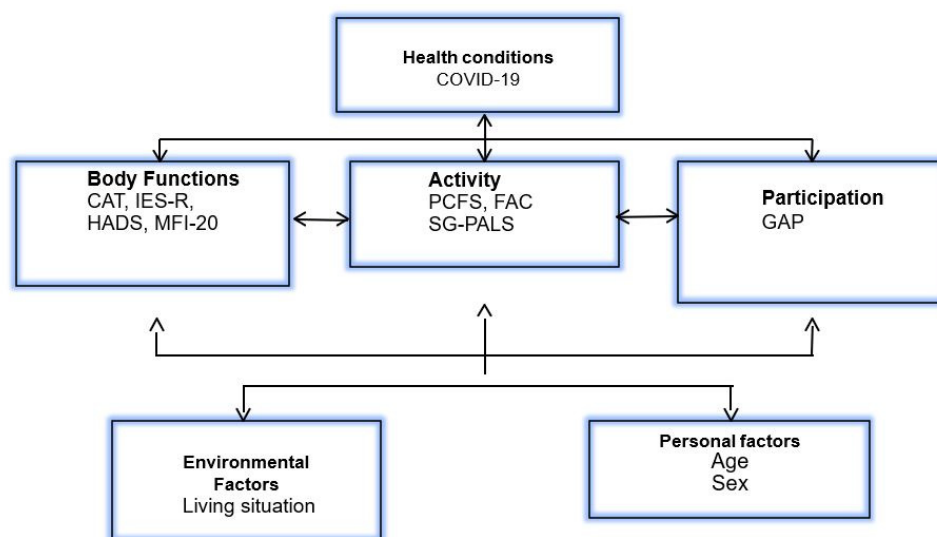 Health conditions
COVID-19
Body Functions
CAT, IES-R,
HADS, MFI-20
Activity
PCFS, FAC
SG-PALS
Participation
GAP
Environmental
Factors
Living situation
Personal factors
Age
Sex